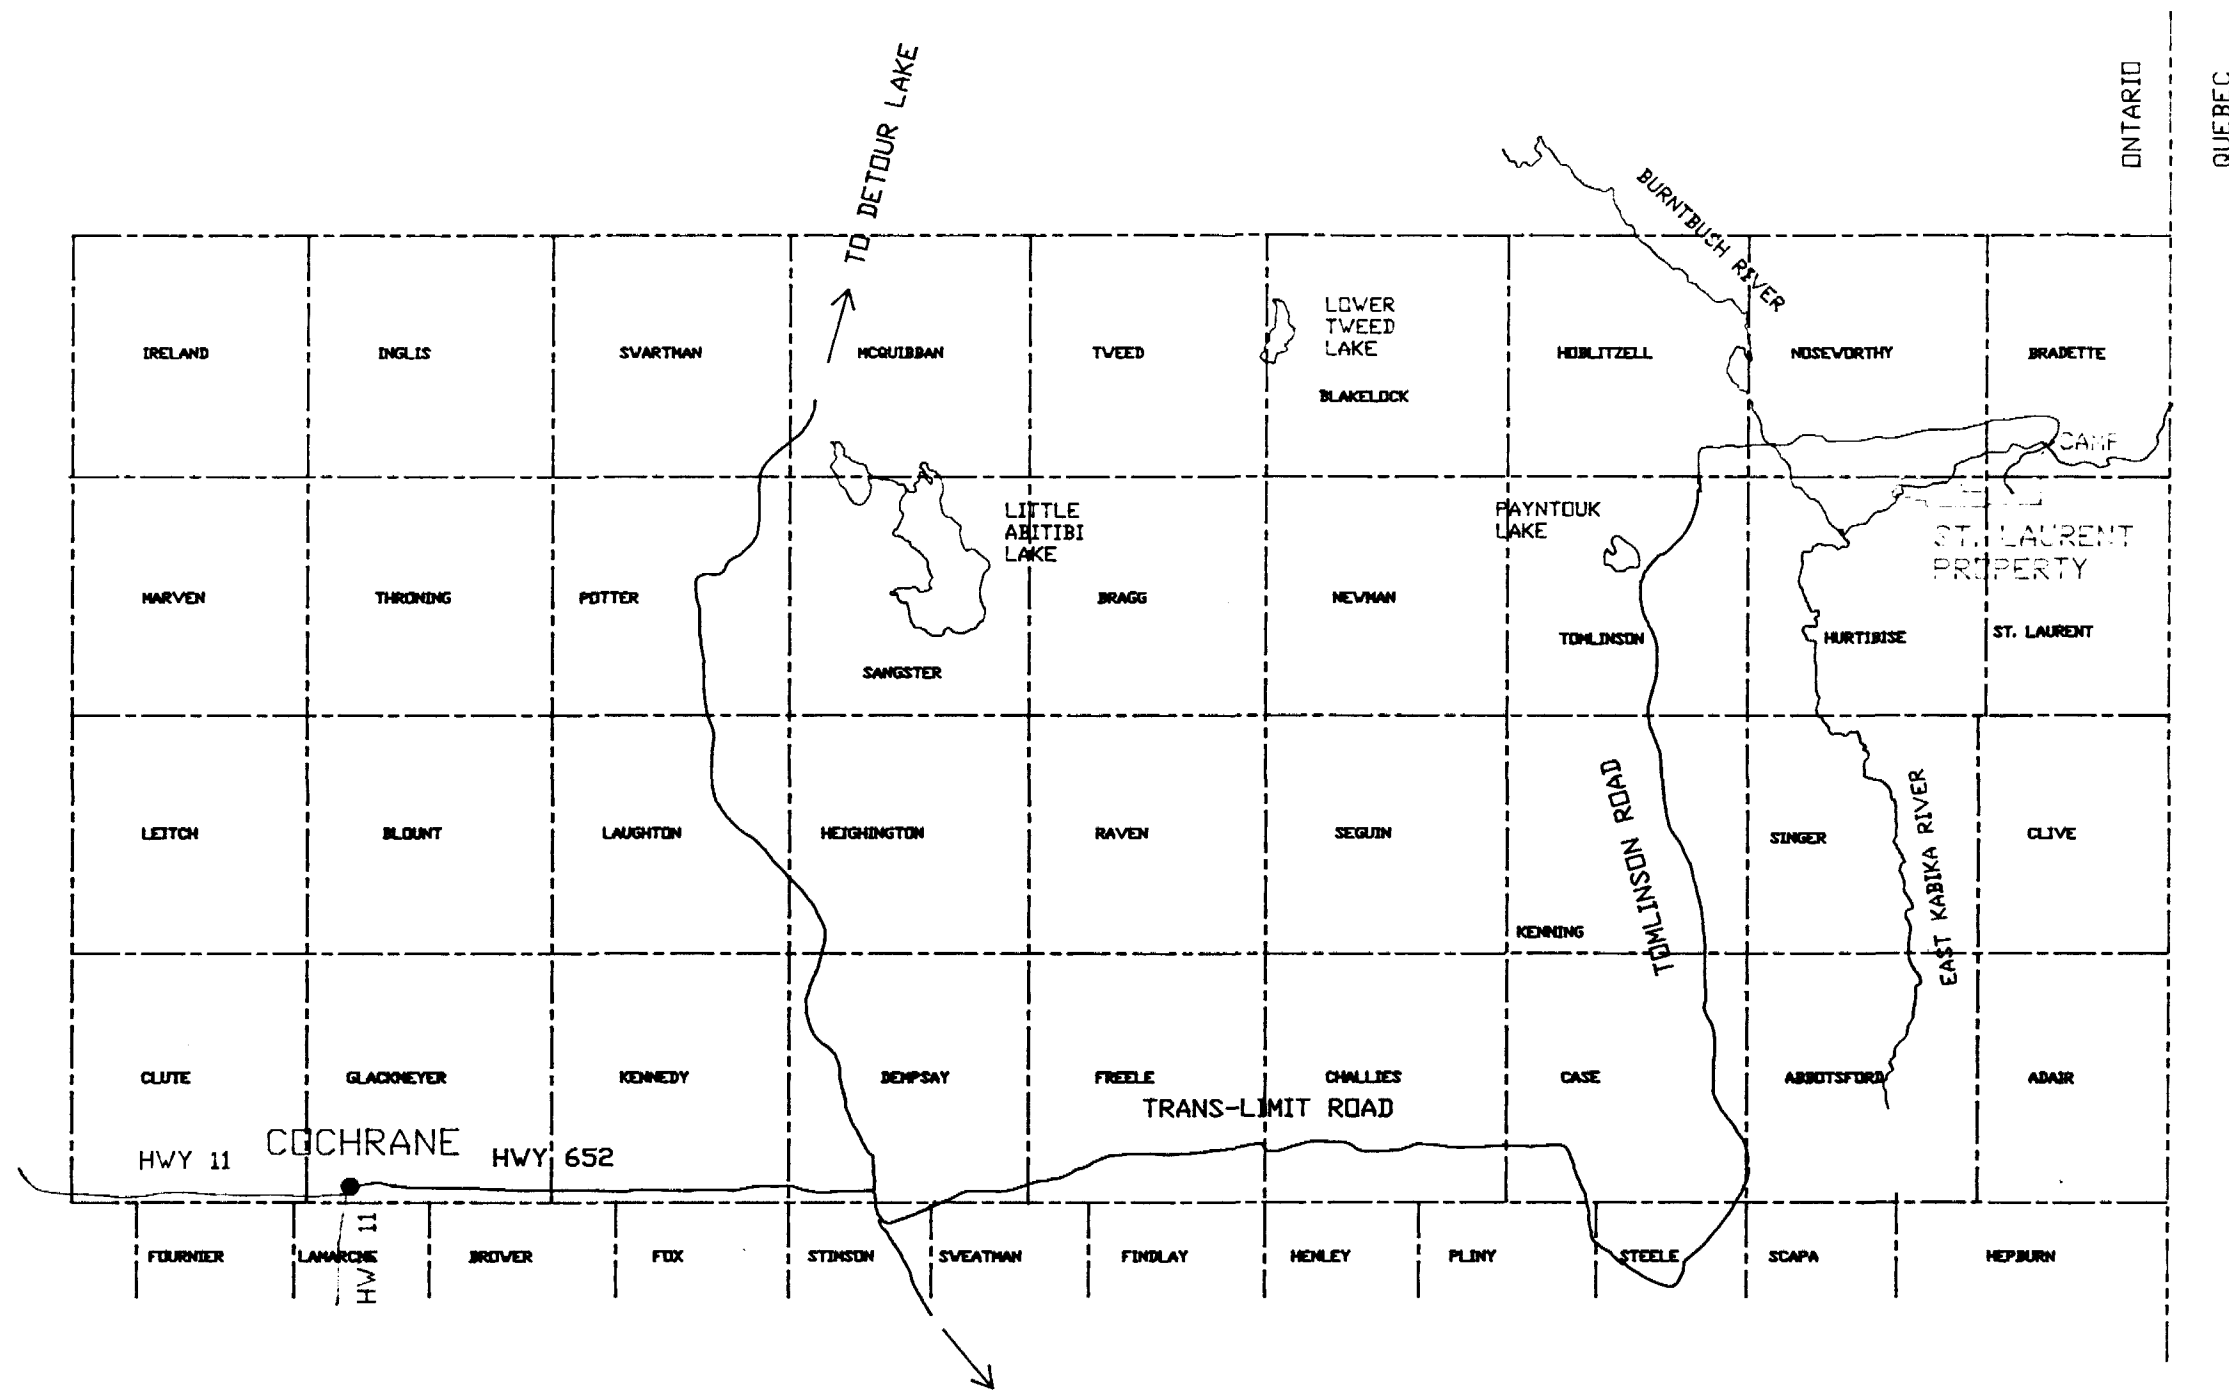 TO DETOUR LAKE
ONTARIO
QUEBEC
BURNTBUSH RIVER
LOWER
TWEED
LAKE
IRELAND
INGLIS
SWARTMAN
MCQUIBBAN
TWEED
BLAKELOCK
HOBLITZELL
NOSEWORTHY
BRADETTE
CAMP
LITTLE
ABITIBI
LAKE
PAYNTOUK
LAKE
ST. LAURENT
PROPERTY
MARVEN
THRONING
POTTER
SANGSTER
BRAGG
NEWMAN
TOMLINSON
HURTIBISE
ST. LAURENT
LEITCH
BLOUNT
LAUGHTON
HEIGHINGTON
RAVEN
SEGUIN
KENNING
TOMLINSON ROAD
SINGER
EAST KABIKA RIVER
CLIVE
CLUTE
GLACKMEYER
KENNEDY
DEMPSAY
FREELE
CHALLIES
CASE
ABBOTSFORD
ADAIR
TRANS-LIMIT ROAD
HWY 11
COCHRANE
HWY 652
HWY 11
FOURNIER
LAMARCHE
BROWER
FOX
STIMSON
SWEATMAN
FINDLAY
HENLEY
PLINY
STEELE
SCAPA
HEPBURN